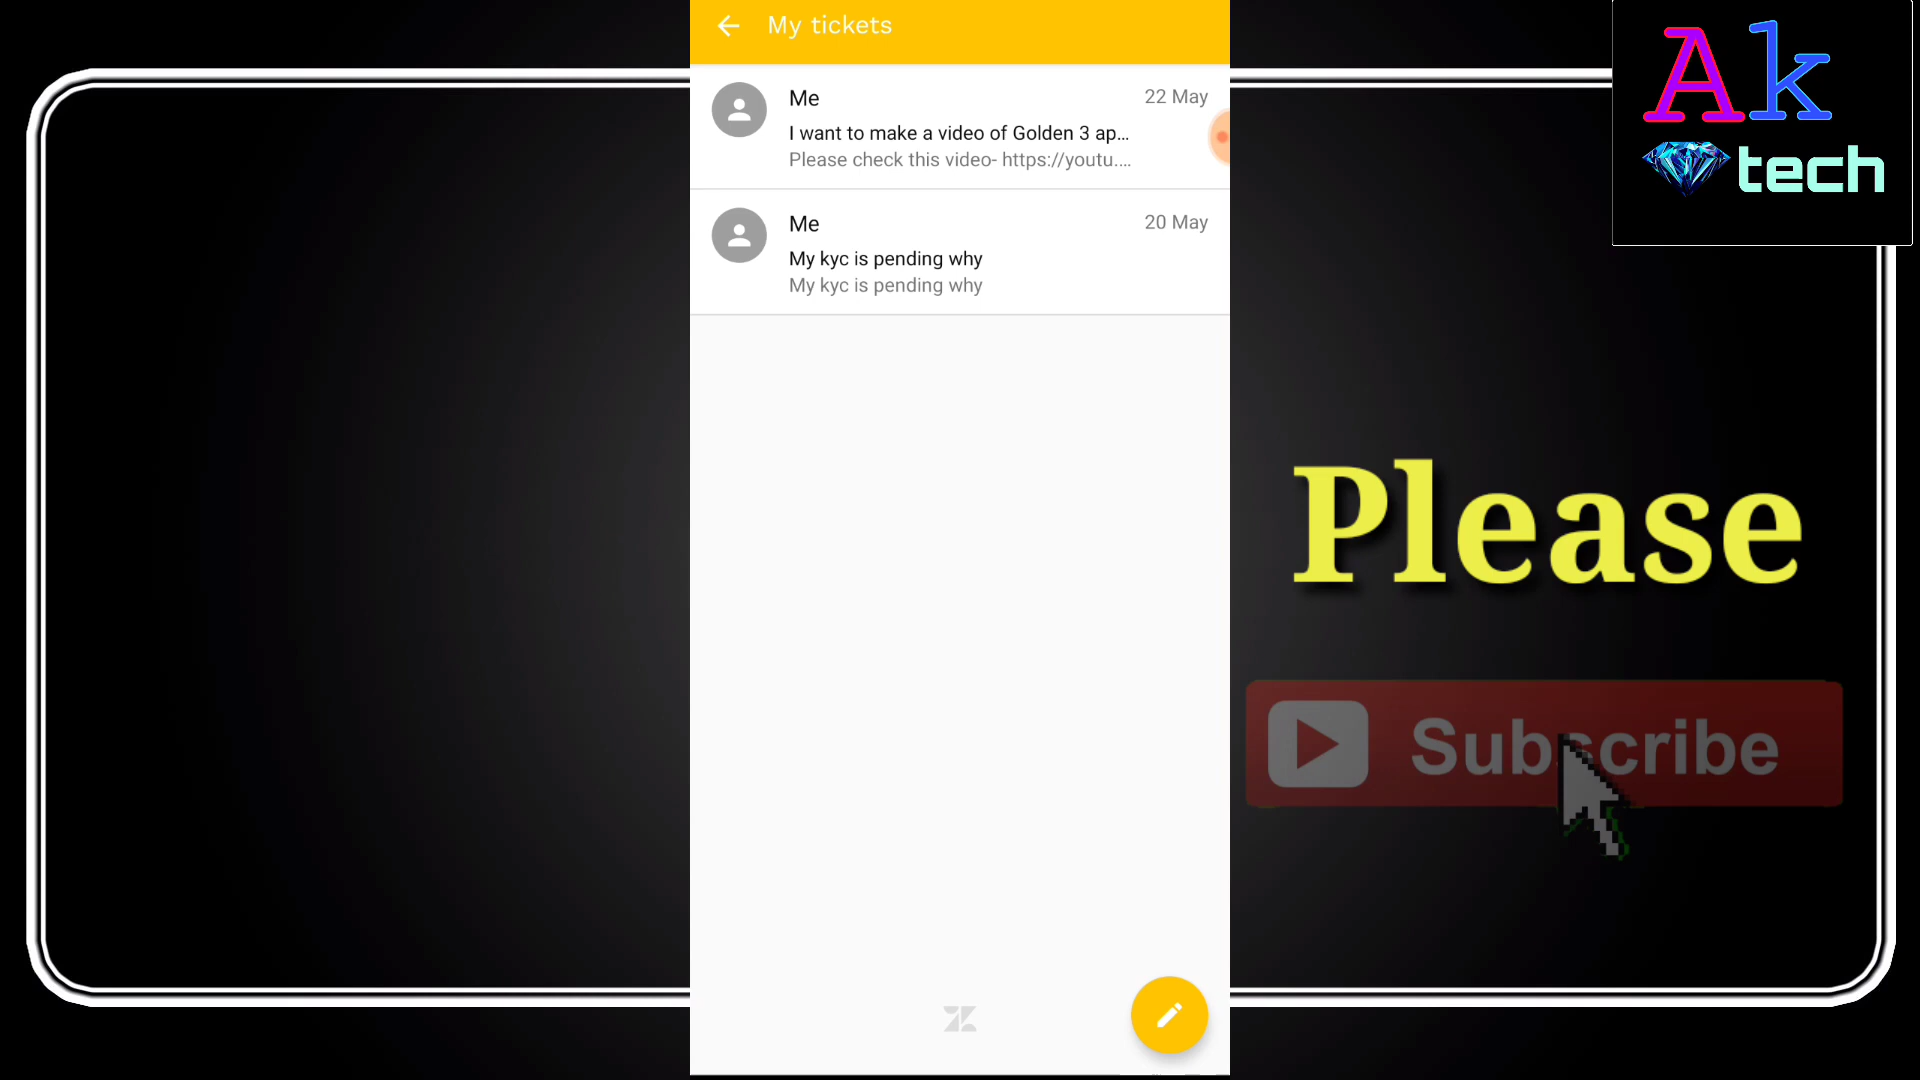 My tickets
Me
22 May
I want to make a video of Golden 3 ap...
Please check this video- https://youtu....
Me
20 May
My kyc is pending why
My kyc is pending why
Ak
tech
Please
Subscribe